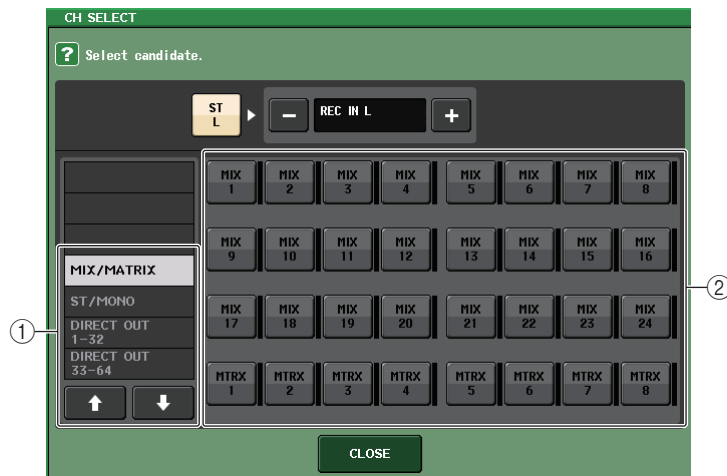 CH SELECT
? Select candidate.
ST
L
REC IN L
MIX/MATRIX
ST/MONO
DIRECT OUT
1-32
DIRECT OUT
33-64
MIX 1 MIX 2 MIX 3 MIX 4 MIX 5 MIX 6 MIX 7 MIX 8
MIX 9 MIX 10 MIX 11 MIX 12 MIX 13 MIX 14 MIX 15 MIX 16
MIX 17 MIX 18 MIX 19 MIX 20 MIX 21 MIX 22 MIX 23 MIX 24
MTRX 1 MTRX 2 MTRX 3 MTRX 4 MTRX 5 MTRX 6 MTRX 7 MTRX 8
CLOSE
①
②